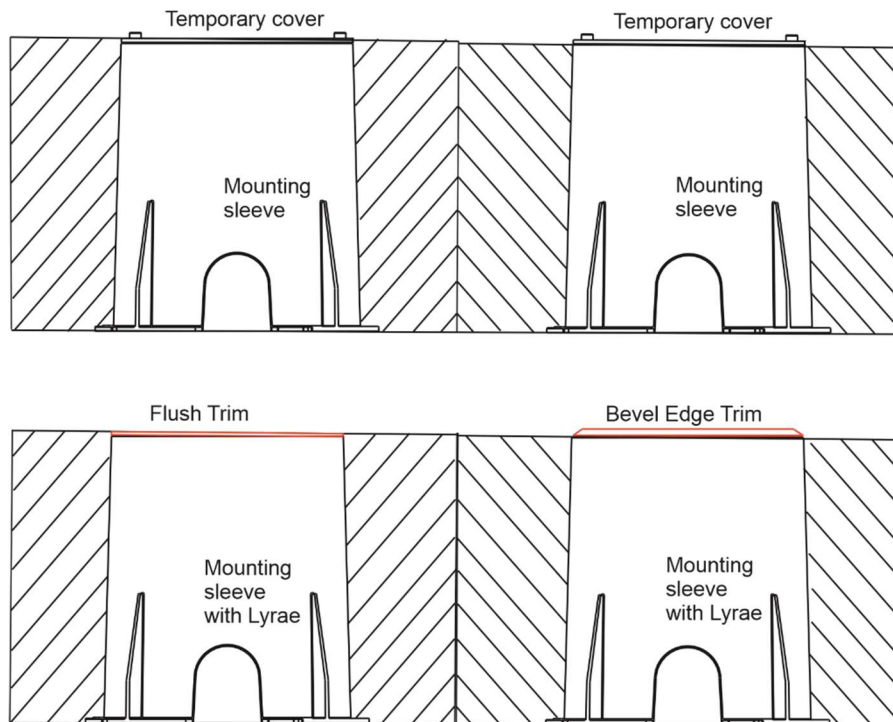 Temporary cover
Temporary cover
Mounting
sleeve
Mounting
sleeve
Flush Trim
Bevel Edge Trim
Mounting
sleeve
with Lyrae
Mounting
sleeve
with Lyrae